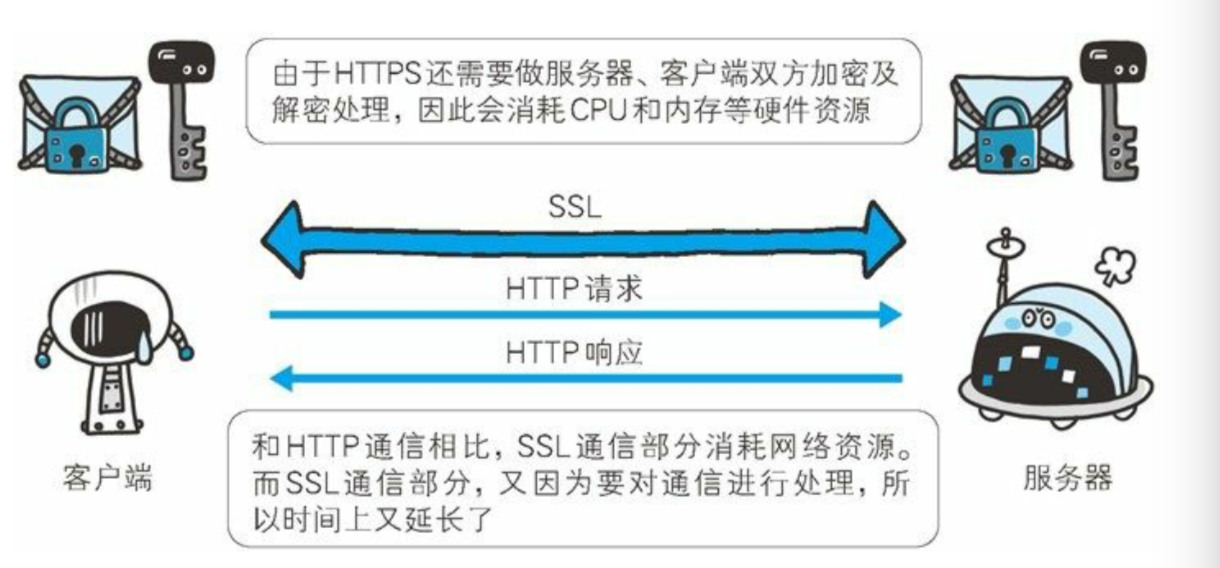 由于HTTPS还需要做服务器、客户端双方加密及
解密处理，因此会消耗CPU和内存等硬件资源
SSL
HTTP请求
HTTP响应
和HTTP通信相比，SSL通信部分消耗网络资源。
而SSL通信部分，又因为要对通信进行处理，所
以时间上又延长了
客户端
服务器